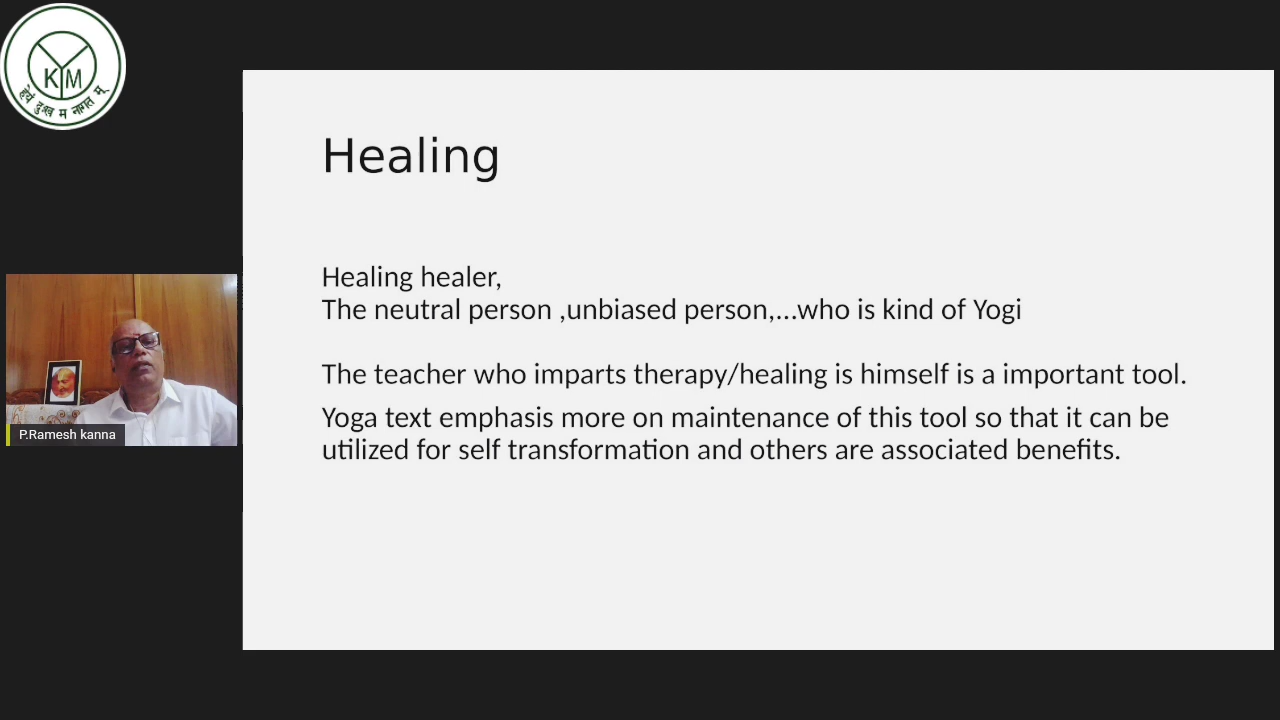 KYM
हेयं दुःख म नागत म्
Healing
Healing healer,
The neutral person ,unbiased person,...who is kind of Yogi
The teacher who imparts therapy/healing is himself is a important tool.
Yoga text emphasis more on maintenance of this tool so that it can be
utilized for self transformation and others are associated benefits.
P.Ramesh kanna